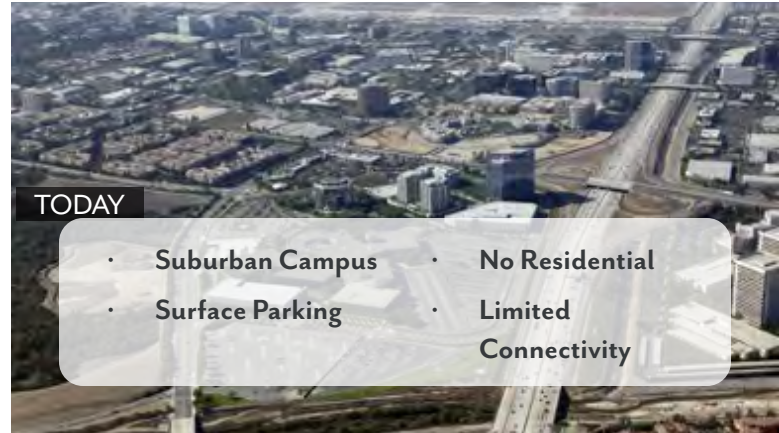 TODAY
· Suburban Campus
· Surface Parking
· No Residential
· Limited
Connectivity